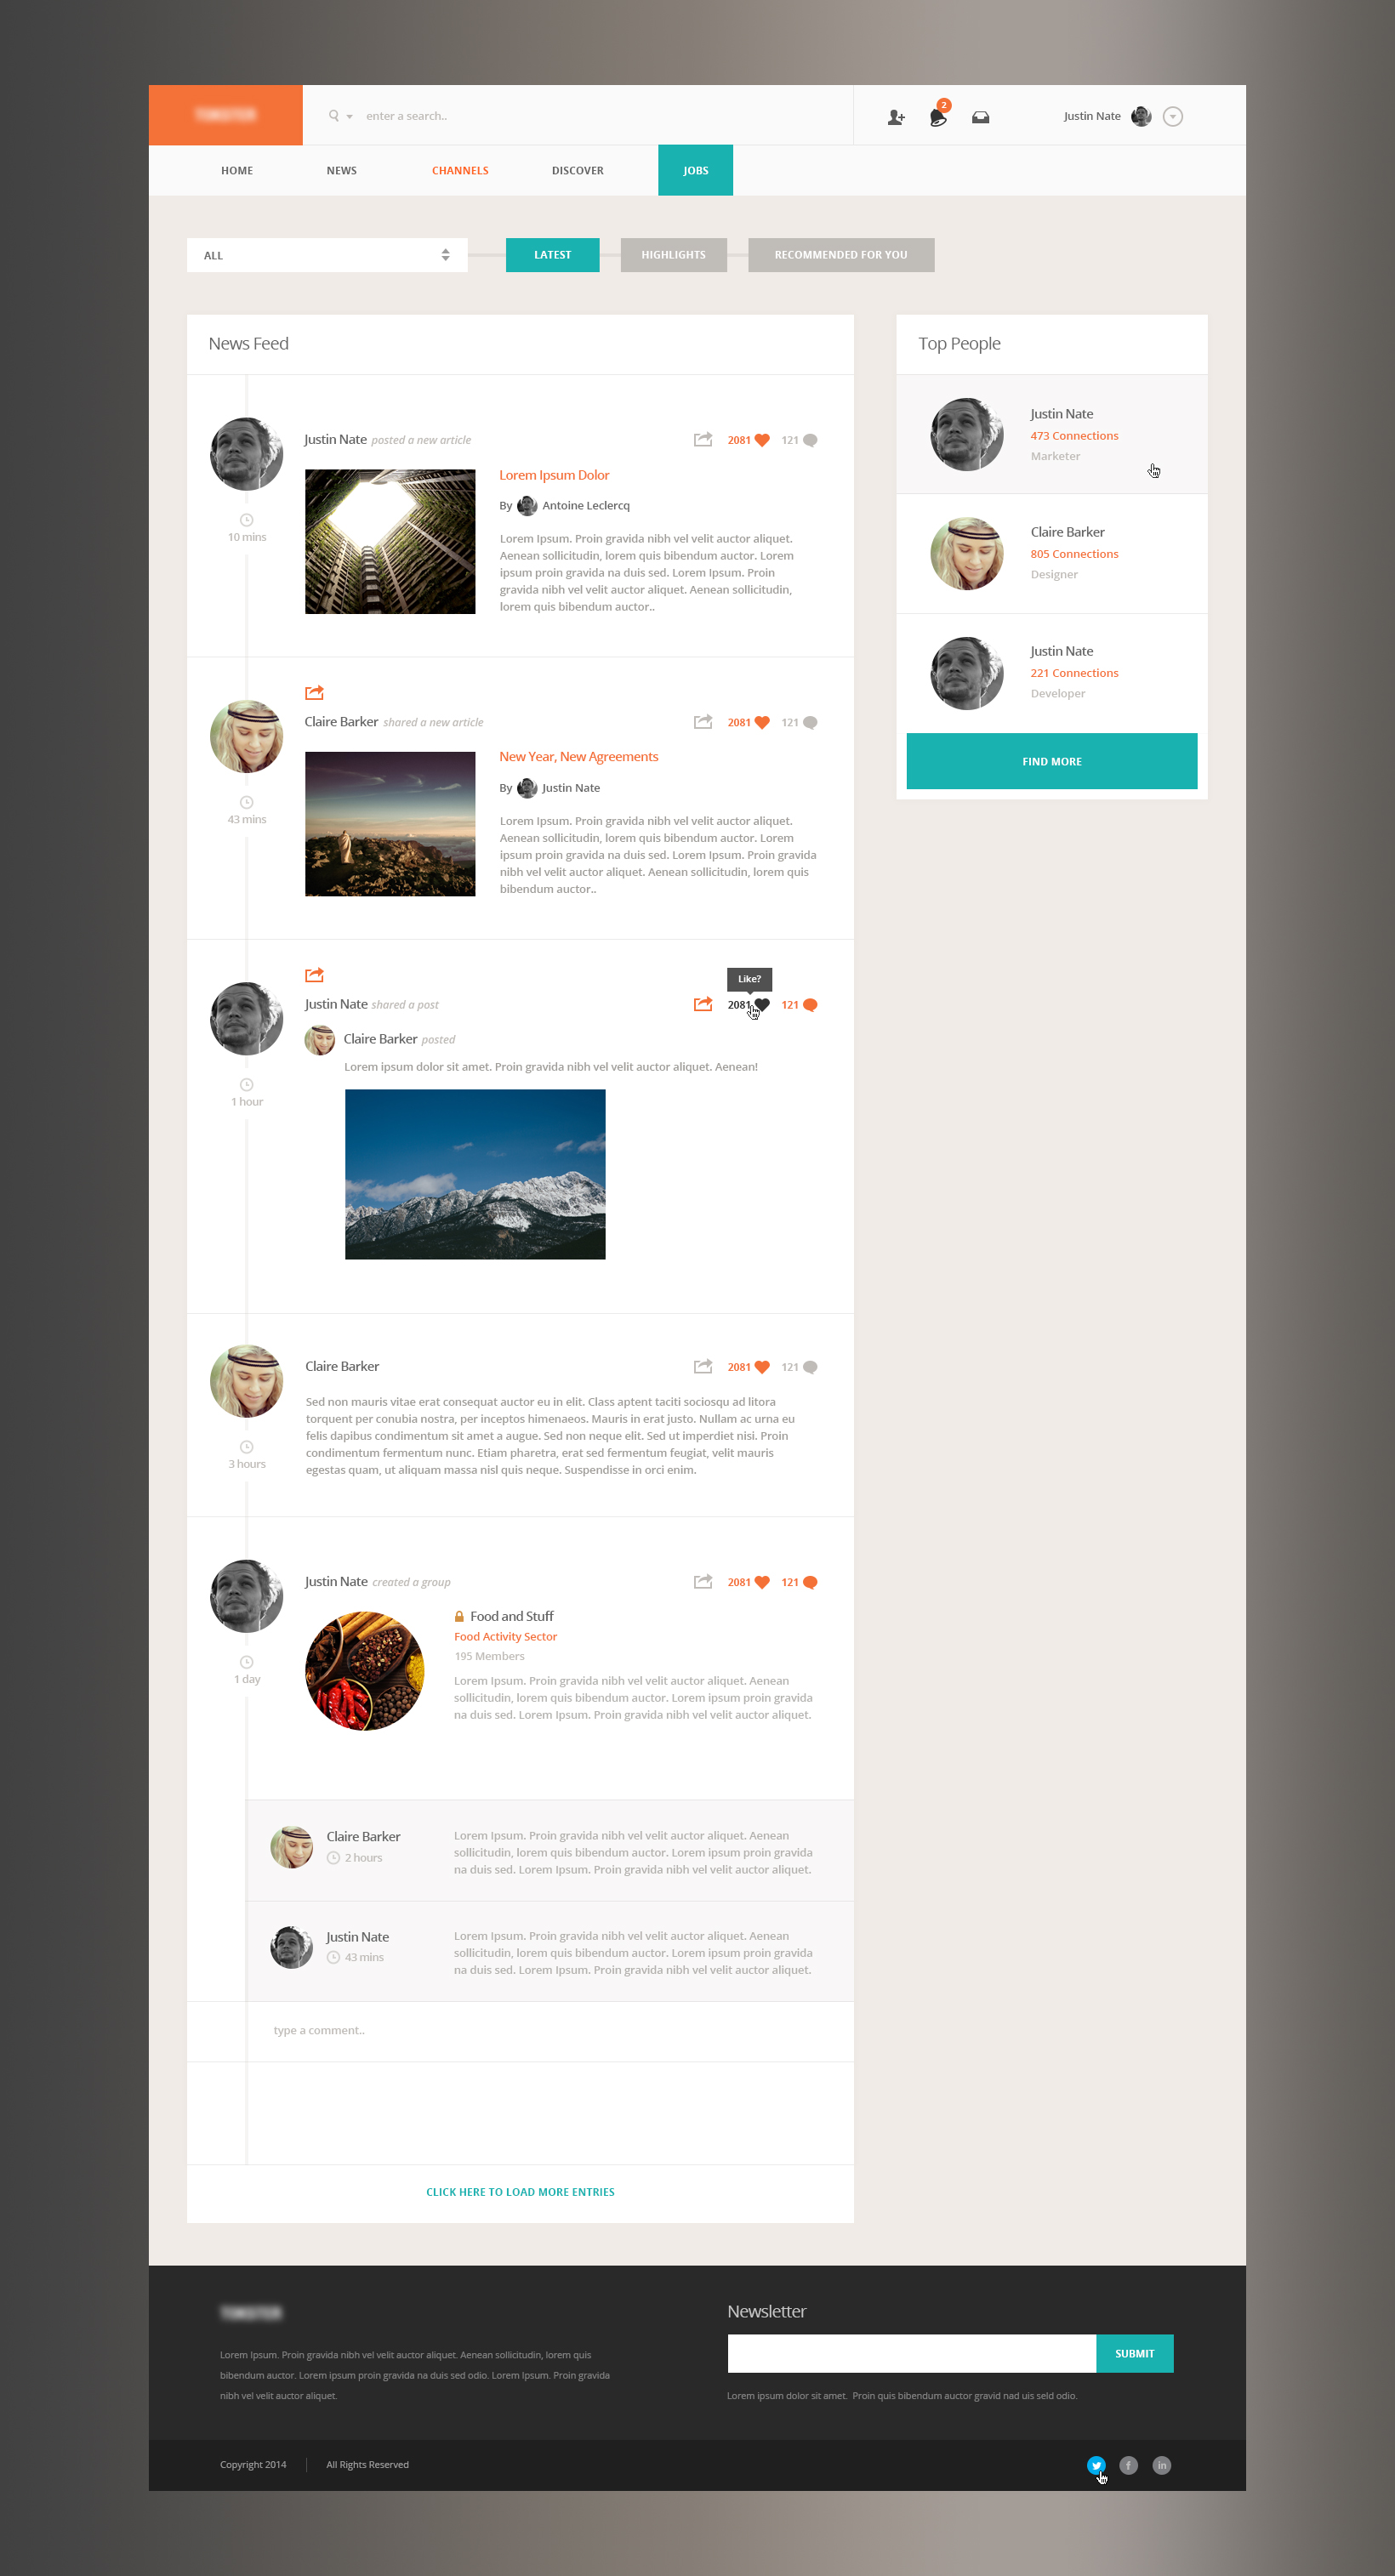 enter a search..
2
Justin Nate
HOME NEWS CHANNELS DISCOVER JOBS
ALL LATEST HIGHLIGHTS RECOMMENDED FOR YOU
News Feed
Justin Nate posted a new article
2081 121
10 mins
Lorem Ipsum Dolor
By Antoine Leclercq
Lorem Ipsum. Proin gravida nibh vel velit auctor aliquet.
Aenean sollicitudin, lorem quis bibendum auctor. Lorem
ipsum proin gravida na duis sed. Lorem Ipsum. Proin
gravida nibh vel velit auctor aliquet. Aenean sollicitudin,
lorem quis bibendum auctor..
Claire Barker shared a new article
2081 121
43 mins
New Year, New Agreements
By Justin Nate
Lorem Ipsum. Proin gravida nibh vel velit auctor aliquet.
Aenean sollicitudin, lorem quis bibendum auctor. Lorem
ipsum proin gravida na duis sed. Lorem Ipsum. Proin gravida
nibh vel velit auctor aliquet. Aenean sollicitudin, lorem quis
bibendum auctor..
Like?
Justin Nate shared a post
2081 121
1 hour
Claire Barker posted
Lorem ipsum dolor sit amet. Proin gravida nibh vel velit auctor aliquet. Aenean!
Claire Barker
2081 121
3 hours
Sed non mauris vitae erat consequat auctor eu in elit. Class aptent taciti sociosqu ad litora
torquent per conubia nostra, per inceptos himenaeos. Mauris in erat justo. Nullam ac urna eu
felis dapibus condimentum sit amet a augue. Sed non neque elit. Sed ut imperdiet nisi. Proin
condimentum fermentum nunc. Etiam pharetra, erat sed fermentum feugiat, velit mauris
egestas quam, ut aliquam massa nisl quis neque. Suspendisse in orci enim.
Justin Nate created a group
2081 121
1 day
Food and Stuff
Food Activity Sector
195 Members
Lorem Ipsum. Proin gravida nibh vel velit auctor aliquet. Aenean
sollicitudin, lorem quis bibendum auctor. Lorem ipsum proin gravida
na duis sed. Lorem Ipsum. Proin gravida nibh vel velit auctor aliquet.
Claire Barker
2 hours
Lorem Ipsum. Proin gravida nibh vel velit auctor aliquet. Aenean
sollicitudin, lorem quis bibendum auctor. Lorem ipsum proin gravida
na duis sed. Lorem Ipsum. Proin gravida nibh vel velit auctor aliquet.
Justin Nate
43 mins
Lorem Ipsum. Proin gravida nibh vel velit auctor aliquet. Aenean
sollicitudin, lorem quis bibendum auctor. Lorem ipsum proin gravida
na duis sed. Lorem Ipsum. Proin gravida nibh vel velit auctor aliquet.
type a comment..
CLICK HERE TO LOAD MORE ENTRIES
Top People
Justin Nate
473 Connections
Marketer
Claire Barker
805 Connections
Designer
Justin Nate
221 Connections
Developer
FIND MORE
Lorem Ipsum. Proin gravida nibh vel velit auctor aliquet. Aenean sollicitudin, lorem quis
bibendum auctor. Lorem ipsum proin gravida na duis sed odio. Lorem Ipsum. Proin gravida
nibh vel velit auctor aliquet.
Newsletter
SUBMIT
Lorem ipsum dolor sit amet. Proin quis bibendum auctor gravid nad uis seld odio.
Copyright 2014 All Rights Reserved
f in